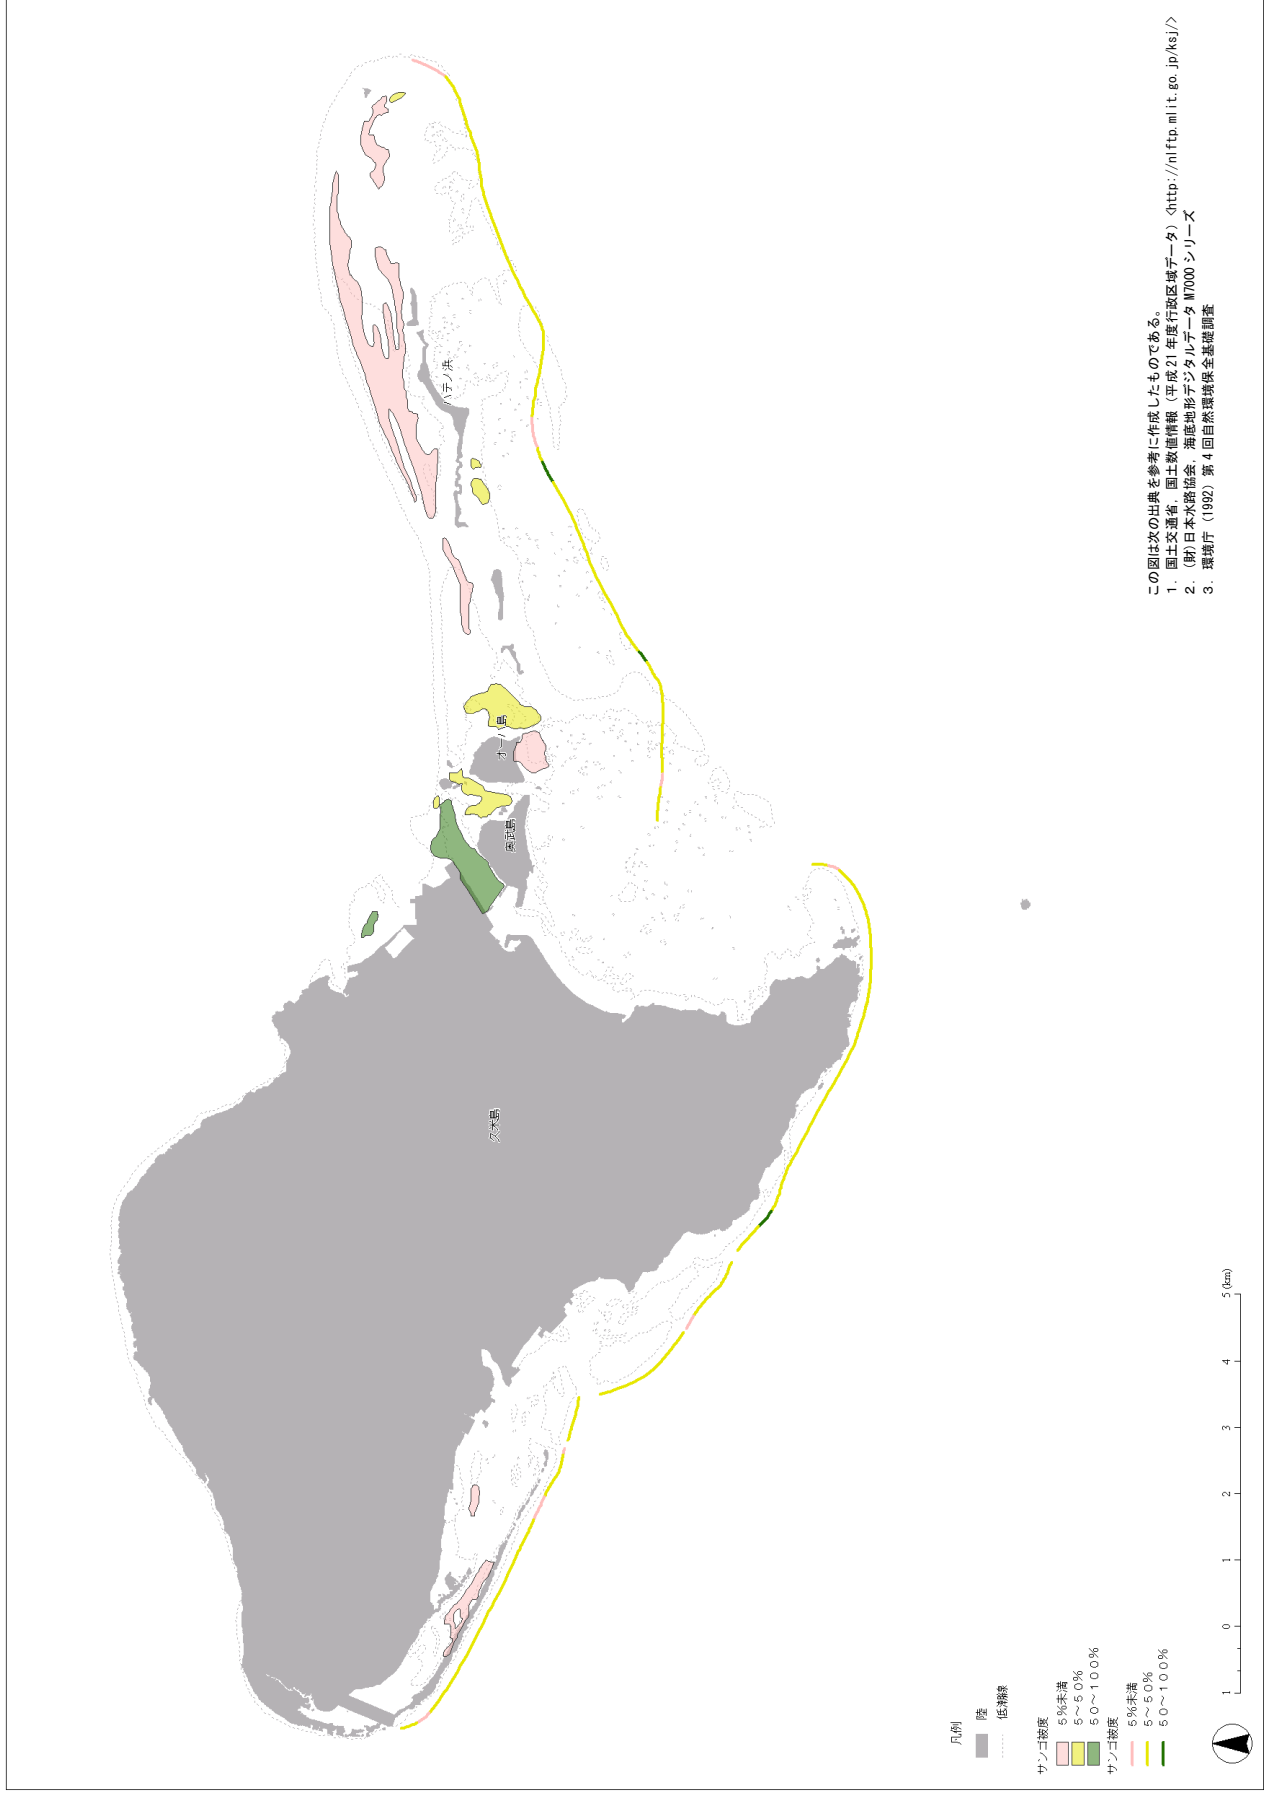 ハテノ浜
オーハ島
奥武島
久米島
この図は次の出典を参考に作成したものである。
1. 国土交通省, 国土数値情報 (平成21年度行政区域データ) <http://nlftp.mlit.go.jp/ksj/>
2. (財)日本水路協会, 海底地形デジタルデータ M7000 シリーズ
3. 環境庁 (1992) 第4回自然環境保全基礎調査
凡例
陸
低潮線
サンゴ被度
5%未満
5～50%
50～100%
サンゴ被度
5%未満
5～50%
50～100%
1 0 1 2 3 4 5 (km)